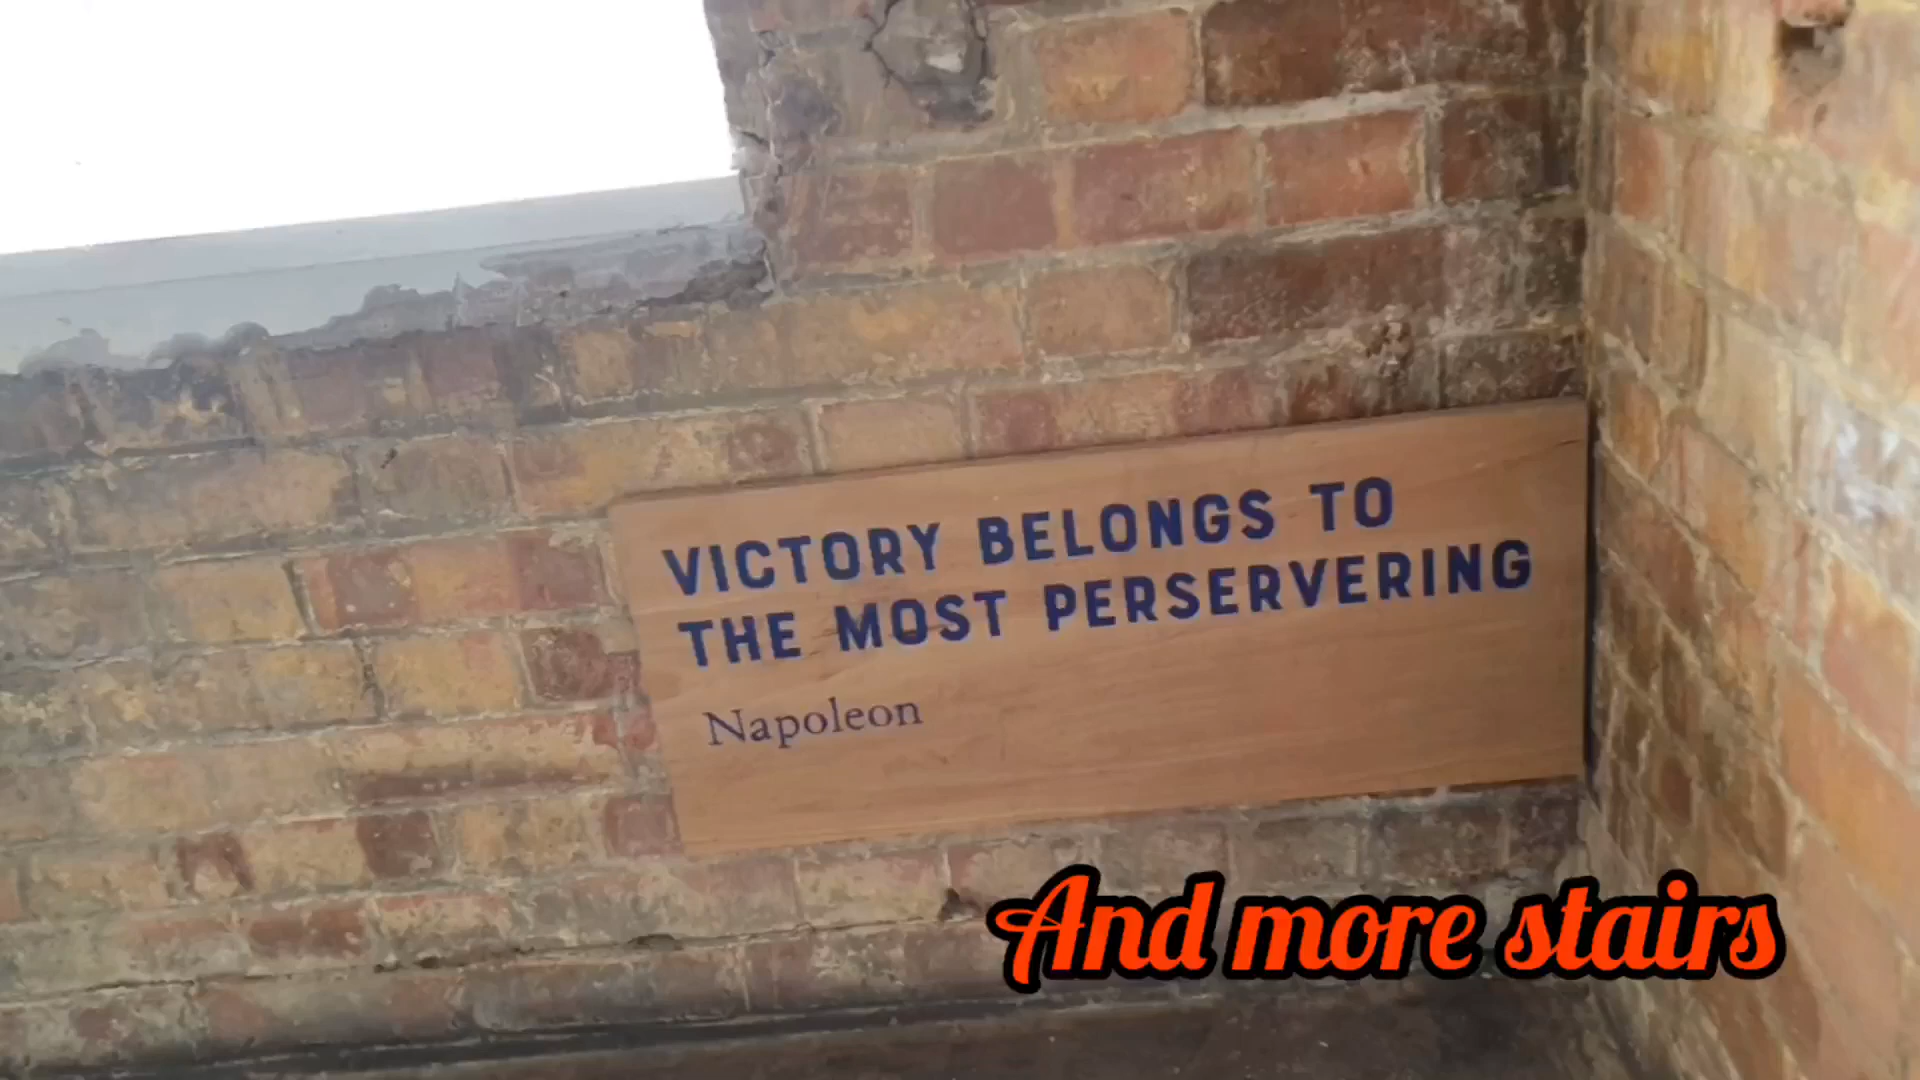 VICTORY BELONGS TO
THE MOST PERSERVERING
Napoleon
And more stairs